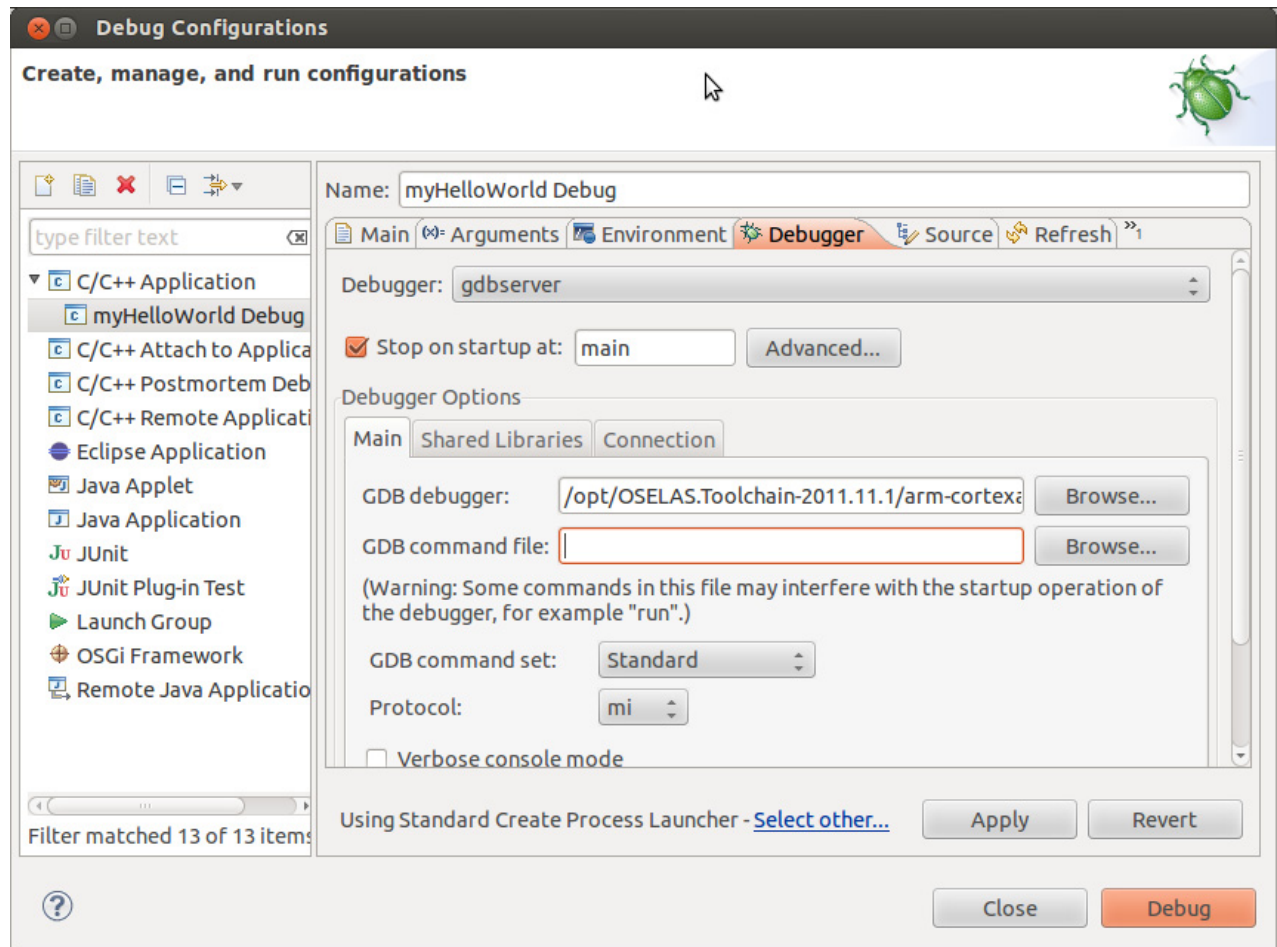 Debug Configurations
Create, manage, and run configurations
type filter text
C/C++ Application
myHelloWorld Debug
C/C++ Attach to Applica
C/C++ Postmortem Deb
C/C++ Remote Applicati
Eclipse Application
Java Applet
Java Application
JUnit
JUnit Plug-in Test
Launch Group
OSGi Framework
Remote Java Applicatio
Filter matched 13 of 13 items
Name: myHelloWorld Debug
Main Arguments Environment Debugger Source Refresh »1
Debugger: gdbserver
Stop on startup at: main Advanced...
Debugger Options
Main Shared Libraries Connection
GDB debugger: /opt/OSELAS.Toolchain-2011.11.1/arm-cortexa Browse...
GDB command file: Browse...
(Warning: Some commands in this file may interfere with the startup operation of
the debugger, for example "run".)
GDB command set: Standard
Protocol: mi
Verbose console mode
Using Standard Create Process Launcher - Select other... Apply Revert
Close Debug